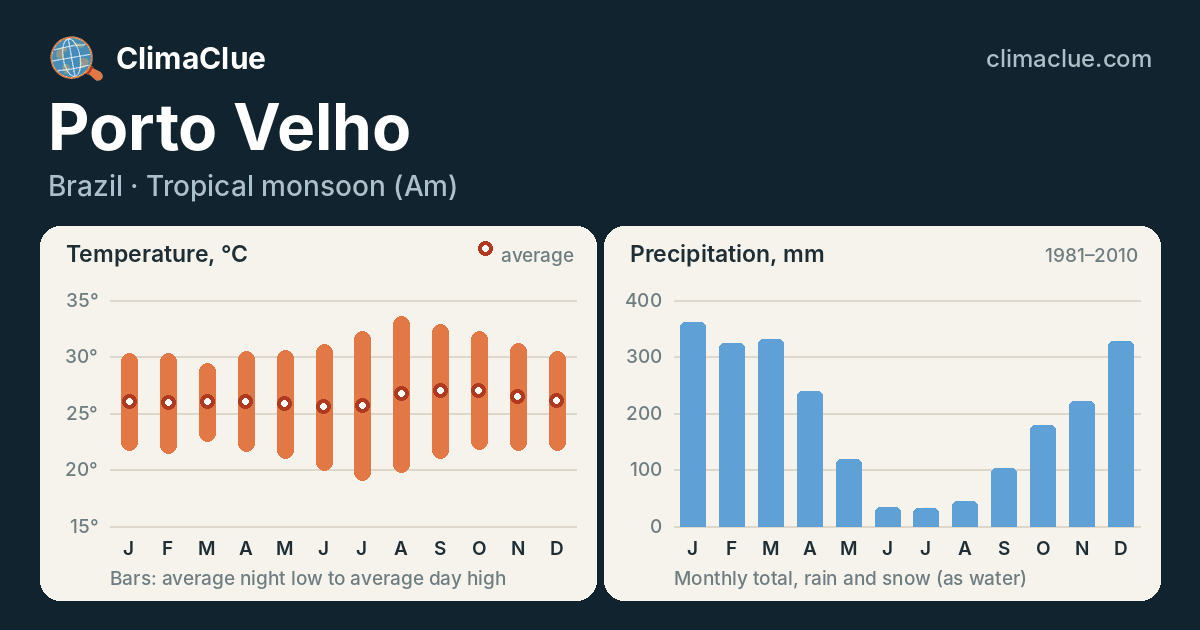 ClimaClue
climaclue.com
Porto Velho
Brazil · Tropical monsoon (Am)
Temperature, °C
average
35°
30°
25°
20°
15°
J F M A M J J A S O N D
Bars: average night low to average day high
Precipitation, mm
1981–2010
400
300
200
100
0
J F M A M J J A S O N D
Monthly total, rain and snow (as water)